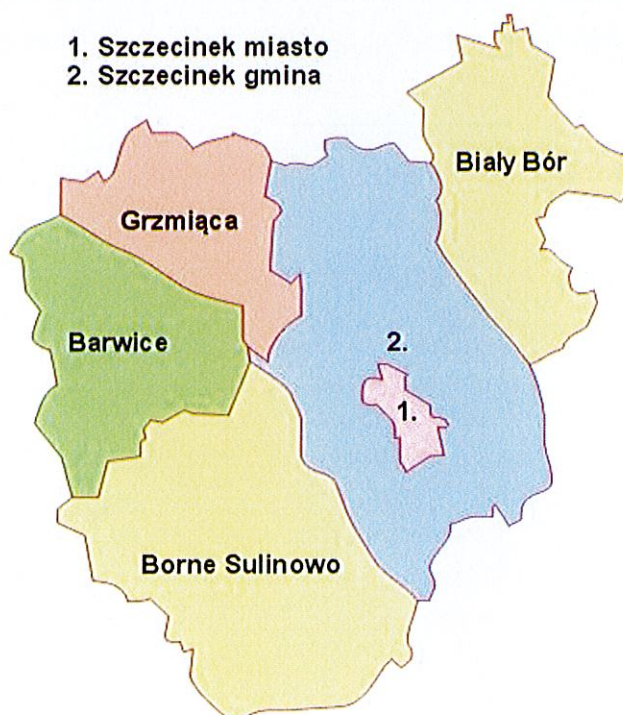 1. Szczecinek miasto
2. Szczecinek gmina
Biały Bór
Grzmiąca
Barwice
2.
1.
Borne Sulinowo